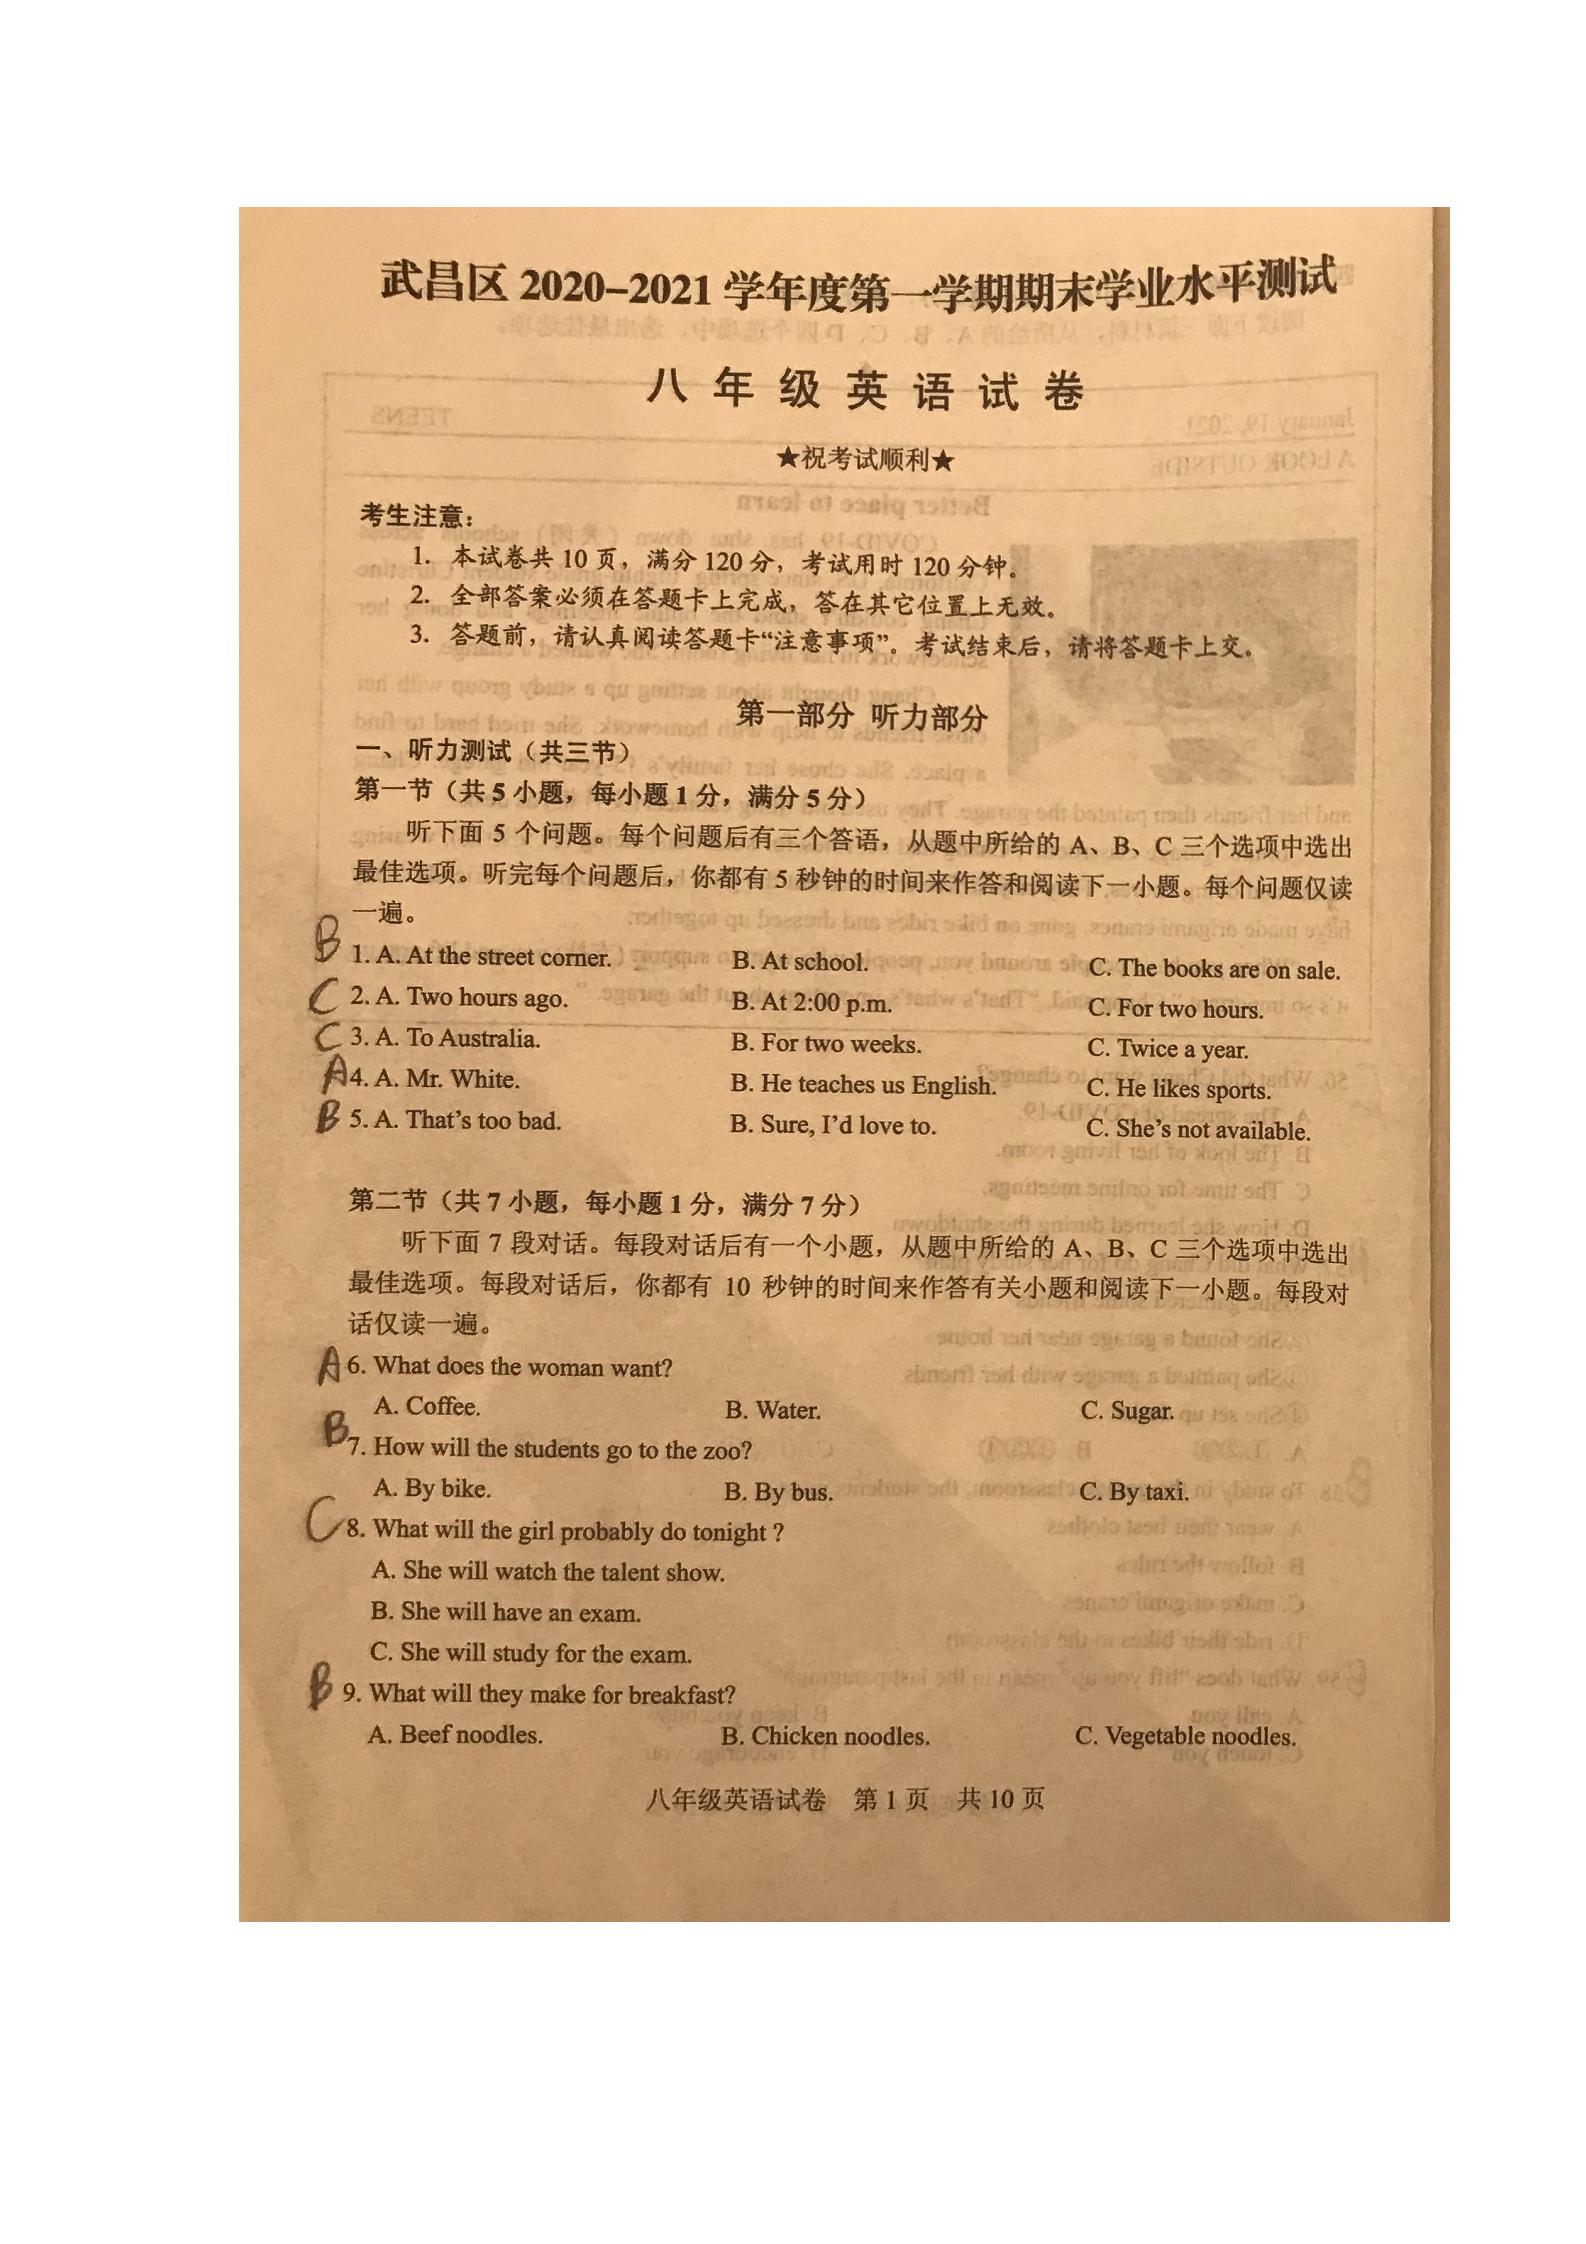 武昌区 2020-2021 学年度第一学期期末学业水平测试
八年级英语试卷
★祝考试顺利★
考生注意：
1. 本试卷共 10 页，满分 120 分，考试用时 120 分钟。
2. 全部答案必须在答题卡上完成，答在其它位置上无效。
3. 答题前，请认真阅读答题卡“注意事项”。考试结束后，请将答题卡上交。
第一部分 听力部分
一、听力测试（共三节）
第一节（共 5 小题，每小题 1 分，满分 5 分）
听下面 5 个问题。每个问题后有三个答语，从题中所给的 A、B、C 三个选项中选出
最佳选项。听完每个问题后，你都有 5 秒钟的时间来作答和阅读下一小题。每个问题仅读
一遍。
B 1. A. At the street corner. B. At school. C. The books are on sale.
C 2. A. Two hours ago. B. At 2:00 p.m. C. For two hours.
C 3. A. To Australia. B. For two weeks. C. Twice a year.
A 4. A. Mr. White. B. He teaches us English. C. He likes sports.
B 5. A. That's too bad. B. Sure, I'd love to. C. She's not available.
第二节（共 7 小题，每小题 1 分，满分 7 分）
听下面 7 段对话。每段对话后有一个小题，从题中所给的 A、B、C 三个选项中选出
最佳选项。每段对话后，你都有 10 秒钟的时间来作答有关小题和阅读下一小题。每段对
话仅读一遍。
A 6. What does the woman want?
A. Coffee. B. Water. C. Sugar.
B 7. How will the students go to the zoo?
A. By bike. B. By bus. C. By taxi.
C 8. What will the girl probably do tonight ?
A. She will watch the talent show.
B. She will have an exam.
C. She will study for the exam.
B 9. What will they make for breakfast?
A. Beef noodles. B. Chicken noodles. C. Vegetable noodles.
八年级英语试卷 第 1 页 共 10 页